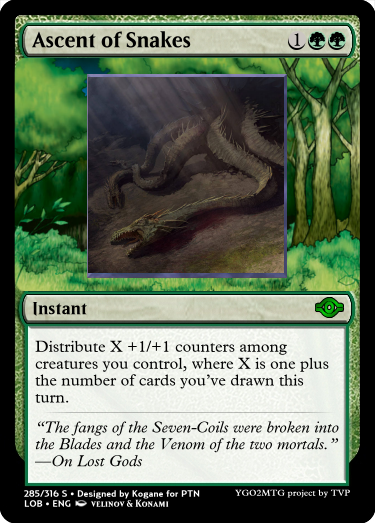 Ascent of Snakes 1
Instant
Distribute X +1/+1 counters among
creatures you control, where X is one plus
the number of cards you've drawn this
turn.
“The fangs of the Seven-Coils were broken into
the Blades and the Venom of the two mortals.”
—On Lost Gods
285/316 S • Designed by Kogane for PTN YGO2MTG project by TVP
LOB • ENG VELINOV & KONAMI